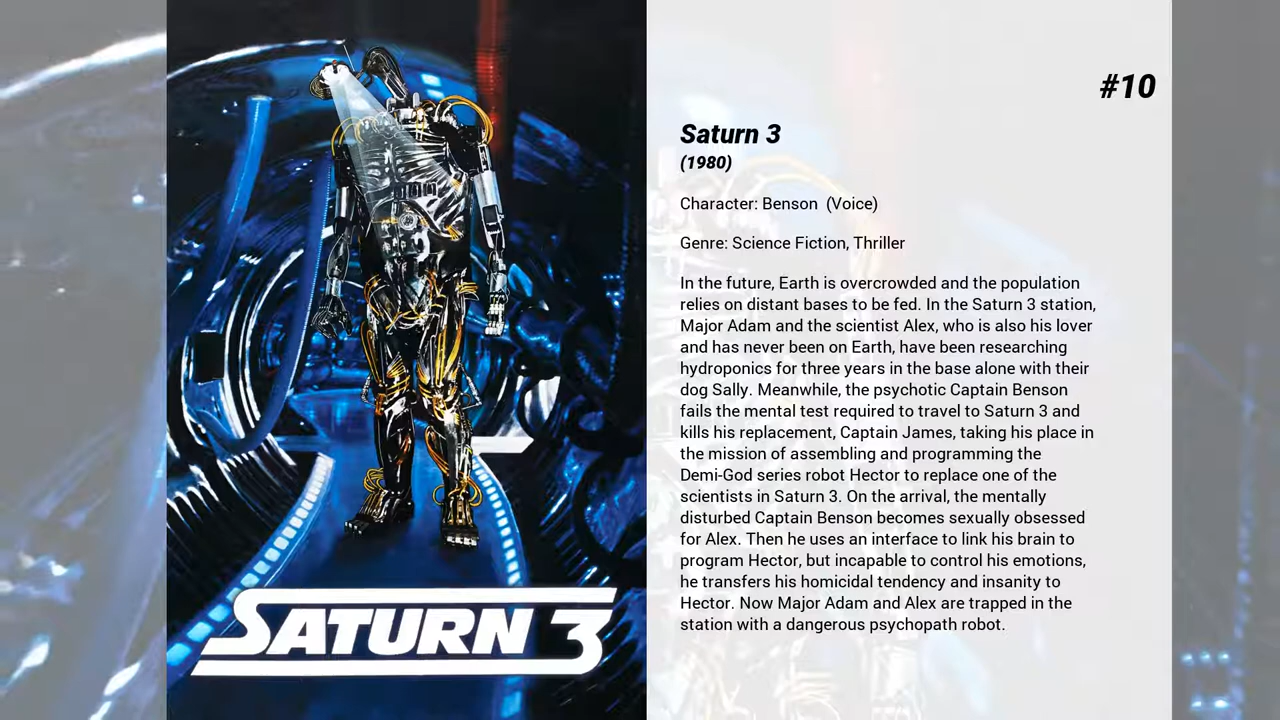 SATURN 3
#10
Saturn 3
(1980)
Character: Benson (Voice)
Genre: Science Fiction, Thriller
In the future, Earth is overcrowded and the population
relies on distant bases to be fed. In the Saturn 3 station,
Major Adam and the scientist Alex, who is also his lover
and has never been on Earth, have been researching
hydroponics for three years in the base alone with their
dog Sally. Meanwhile, the psychotic Captain Benson
fails the mental test required to travel to Saturn 3 and
kills his replacement, Captain James, taking his place in
the mission of assembling and programming the
Demi-God series robot Hector to replace one of the
scientists in Saturn 3. On the arrival, the mentally
disturbed Captain Benson becomes sexually obsessed
for Alex. Then he uses an interface to link his brain to
program Hector, but incapable to control his emotions,
he transfers his homicidal tendency and insanity to
Hector. Now Major Adam and Alex are trapped in the
station with a dangerous psychopath robot.